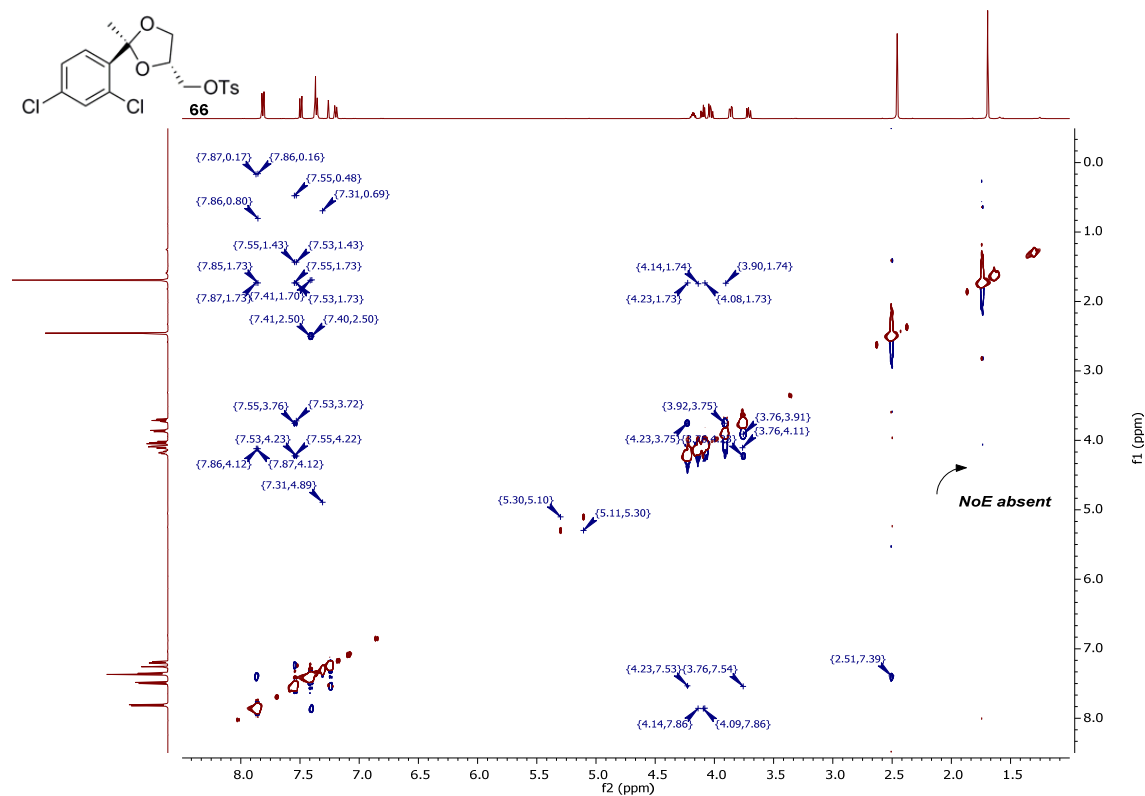 O
O
OTs
Cl
Cl
66
{7.87,0.17} {7.86,0.16}
{7.55,0.48}
{7.86,0.80} {7.31,0.69}
{7.55,1.43} {7.53,1.43}
{7.85,1.73} {7.55,1.73}
{7.87,1.73} {7.41,1.70} {7.53,1.73}
{4.14,1.74} {3.90,1.74}
{4.23,1.73} {4.08,1.73}
{7.41,2.50} {7.40,2.50}
{7.55,3.76} {7.53,3.72}
{7.53,4.23} {7.55,4.22}
{7.86,4.12} {7.87,4.12}
{7.31,4.89}
{3.92,3.75} {3.76,3.91}
{4.23,3.75} {3.76,4.11}
{5.30,5.10} {5.11,5.30}
NoE absent
{4.23,7.53} {3.76,7.54}
{2.51,7.39}
{4.14,7.86} {4.09,7.86}
0.0
1.0
2.0
3.0
4.0
5.0
6.0
7.0
8.0
f1 (ppm)
8.0 7.5 7.0 6.5 6.0 5.5 5.0 4.5 4.0 3.5 3.0 2.5 2.0 1.5
f2 (ppm)